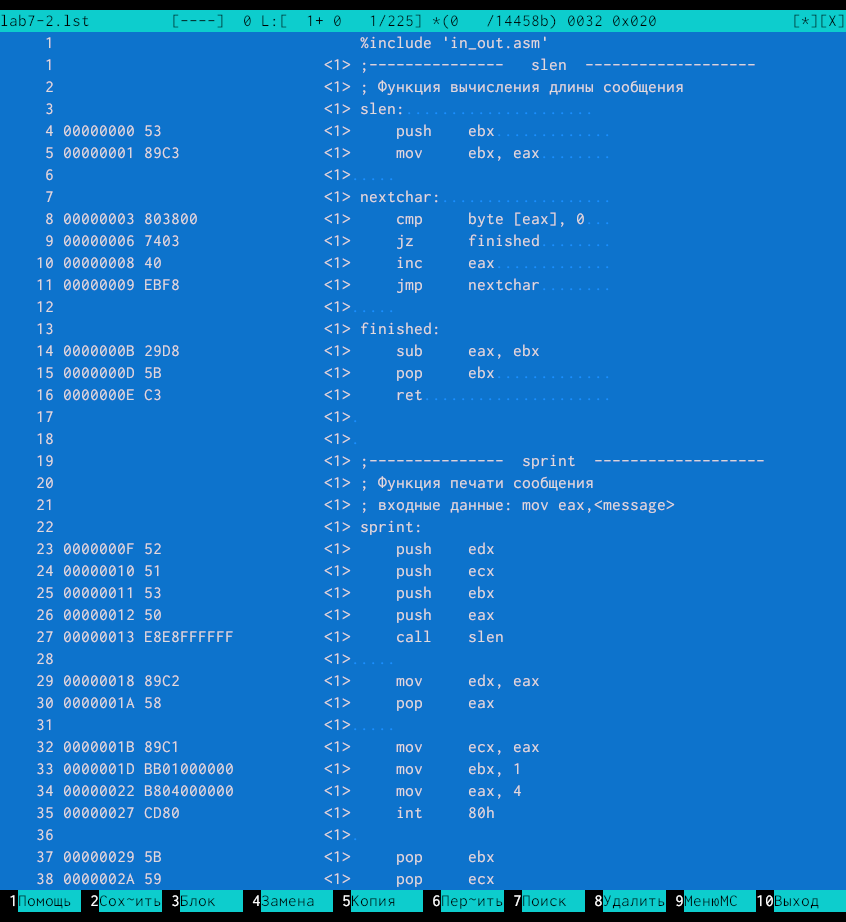 lab7-2.lst         [----]  0 L:[  1+ 0   1/225] *(0   /14458b) 0032 0x020               [*][X]
     1                                  %include 'in_out.asm'
     1                              <1> ;---------------   slen  -------------------
     2                              <1> ; Функция вычисления длины сообщения
     3                              <1> slen:.....................
     4 00000000 53                  <1>     push    ebx.............
     5 00000001 89C3                <1>     mov     ebx, eax........
     6                              <1>.....
     7                              <1> nextchar:...................
     8 00000003 803800              <1>     cmp     byte [eax], 0...
     9 00000006 7403                <1>     jz      finished........
    10 00000008 40                  <1>     inc     eax.............
    11 00000009 EBF8                <1>     jmp     nextchar........
    12                              <1>.....
    13                              <1> finished:
    14 0000000B 29D8                <1>     sub     eax, ebx
    15 0000000D 5B                  <1>     pop     ebx.............
    16 0000000E C3                  <1>     ret.....................
    17                              <1>.
    18                              <1>.
    19                              <1> ;---------------  sprint  -------------------
    20                              <1> ; Функция печати сообщения
    21                              <1> ; входные данные: mov eax,<message>
    22                              <1> sprint:
    23 0000000F 52                  <1>     push    edx
    24 00000010 51                  <1>     push    ecx
    25 00000011 53                  <1>     push    ebx
    26 00000012 50                  <1>     push    eax
    27 00000013 E8E8FFFFFF          <1>     call    slen
    28                              <1>.....
    29 00000018 89C2                <1>     mov     edx, eax
    30 0000001A 58                  <1>     pop     eax
    31                              <1>.....
    32 0000001B 89C1                <1>     mov     ecx, eax
    33 0000001D BB01000000          <1>     mov     ebx, 1
    34 00000022 B804000000          <1>     mov     eax, 4
    35 00000027 CD80                <1>     int     80h
    36                              <1>.
    37 00000029 5B                  <1>     pop     ebx
    38 0000002A 59                  <1>     pop     ecx
 1Помощь  2Сох~ить 3Блок    4Замена   5Копия    6Пер~ить 7Поиск   8Удалить 9МенюMC  10Выход